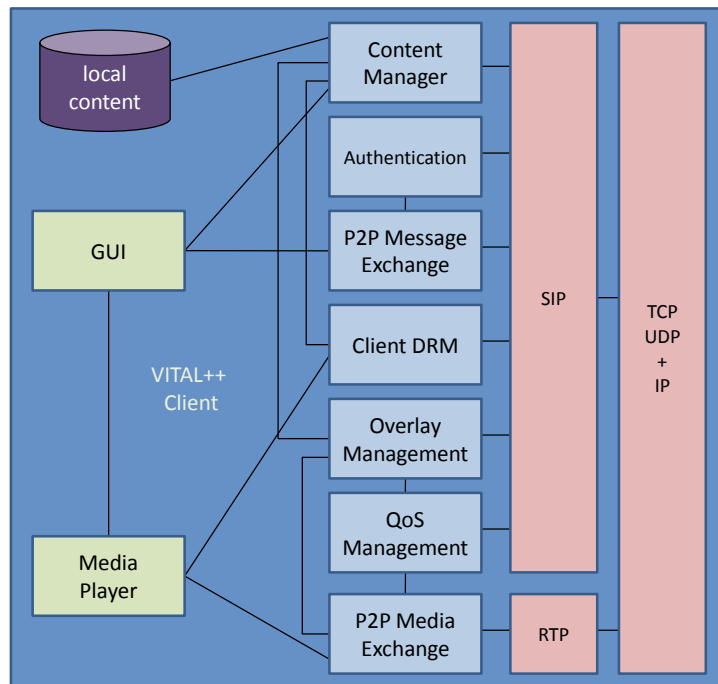 local
content
Content
Manager
Authentication
GUI
P2P Message
Exchange
SIP
TCP
UDP
+
IP
Client DRM
VITAL++
Client
Overlay
Management
QoS
Management
Media
Player
P2P Media
Exchange
RTP